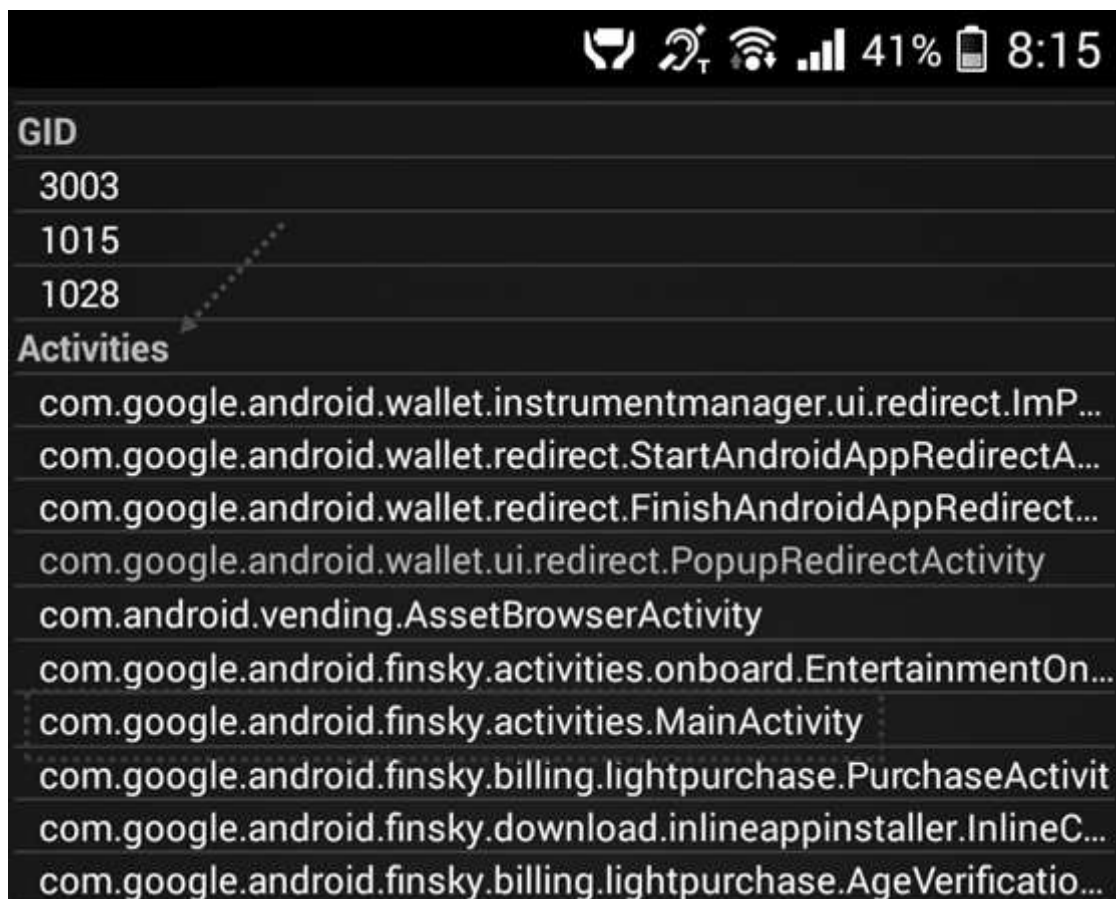 41% 8:15
GID
3003
1015
1028
Activities
com.google.android.wallet.instrumentmanager.ui.redirect.ImP...
com.google.android.wallet.redirect.StartAndroidAppRedirectA...
com.google.android.wallet.redirect.FinishAndroidAppRedirect...
com.google.android.wallet.ui.redirect.PopupRedirectActivity
com.android.vending.AssetBrowserActivity
com.google.android.finsky.activities.onboard.EntertainmentOn...
com.google.android.finsky.activities.MainActivity
com.google.android.finsky.billing.lightpurchase.PurchaseActivit
com.google.android.finsky.download.inlineappinstaller.InlineC...
com.google.android.finsky.billing.lightpurchase.AgeVerificatio...